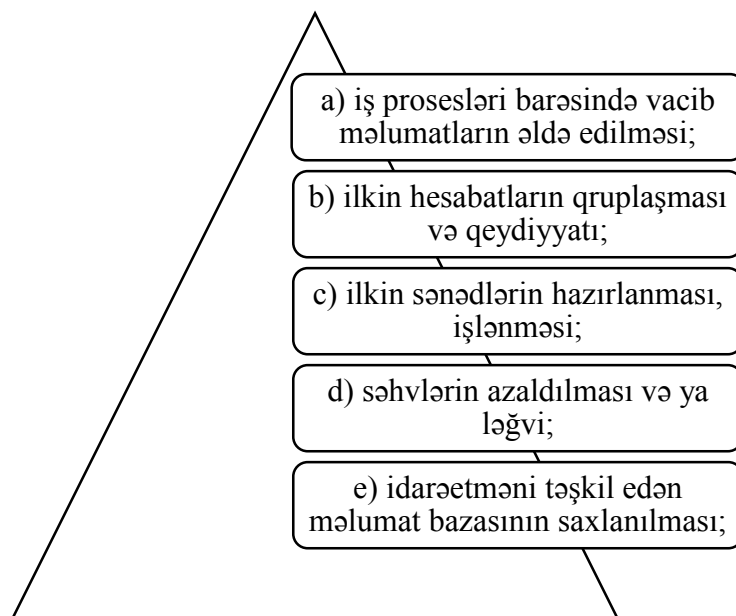 a) iş prosesləri barəsində vacib
məlumatların əldə edilməsi;
b) ilkin hesabatların qruplaşması
və qeydiyyatı;
c) ilkin sənədlərin hazırlanması,
işlənməsi;
d) səhvlərin azaldılması və ya
ləğvi;
e) idarəetməni təşkil edən
məlumat bazasının saxlanılması;